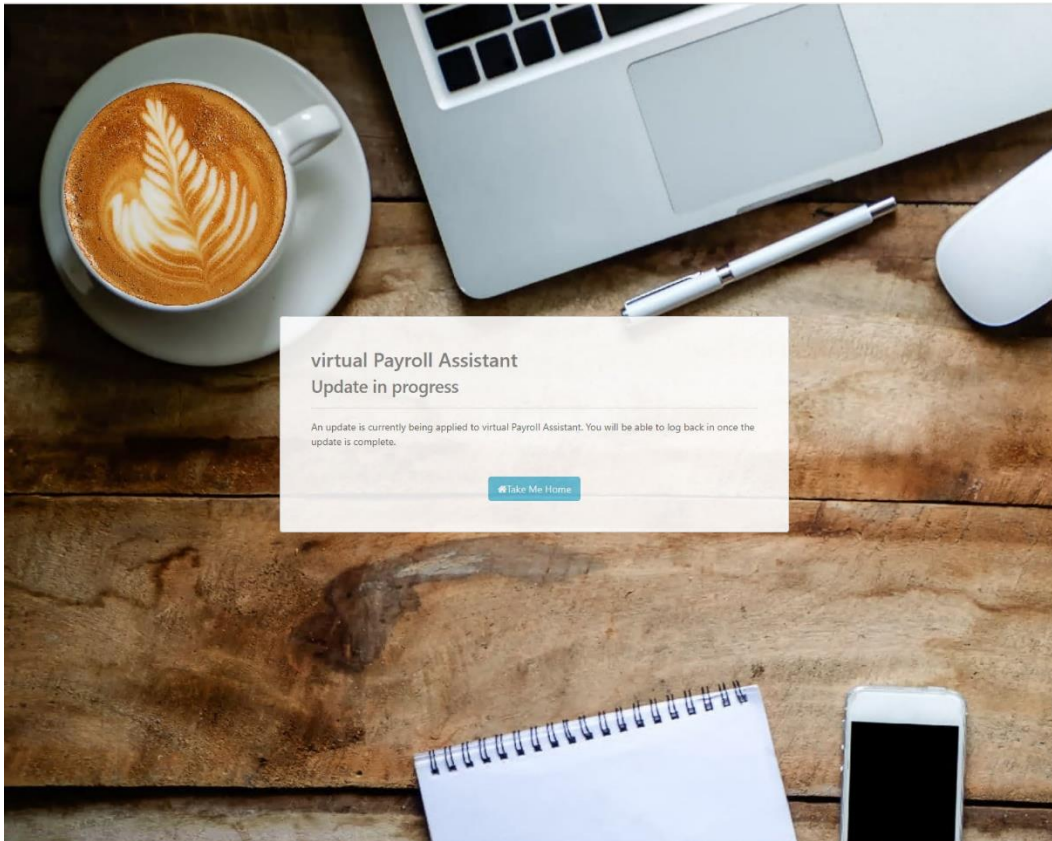 virtual Payroll Assistant
Update in progress
An update is currently being applied to virtual Payroll Assistant. You will be able to log back in once the
update is complete.
Take Me Home